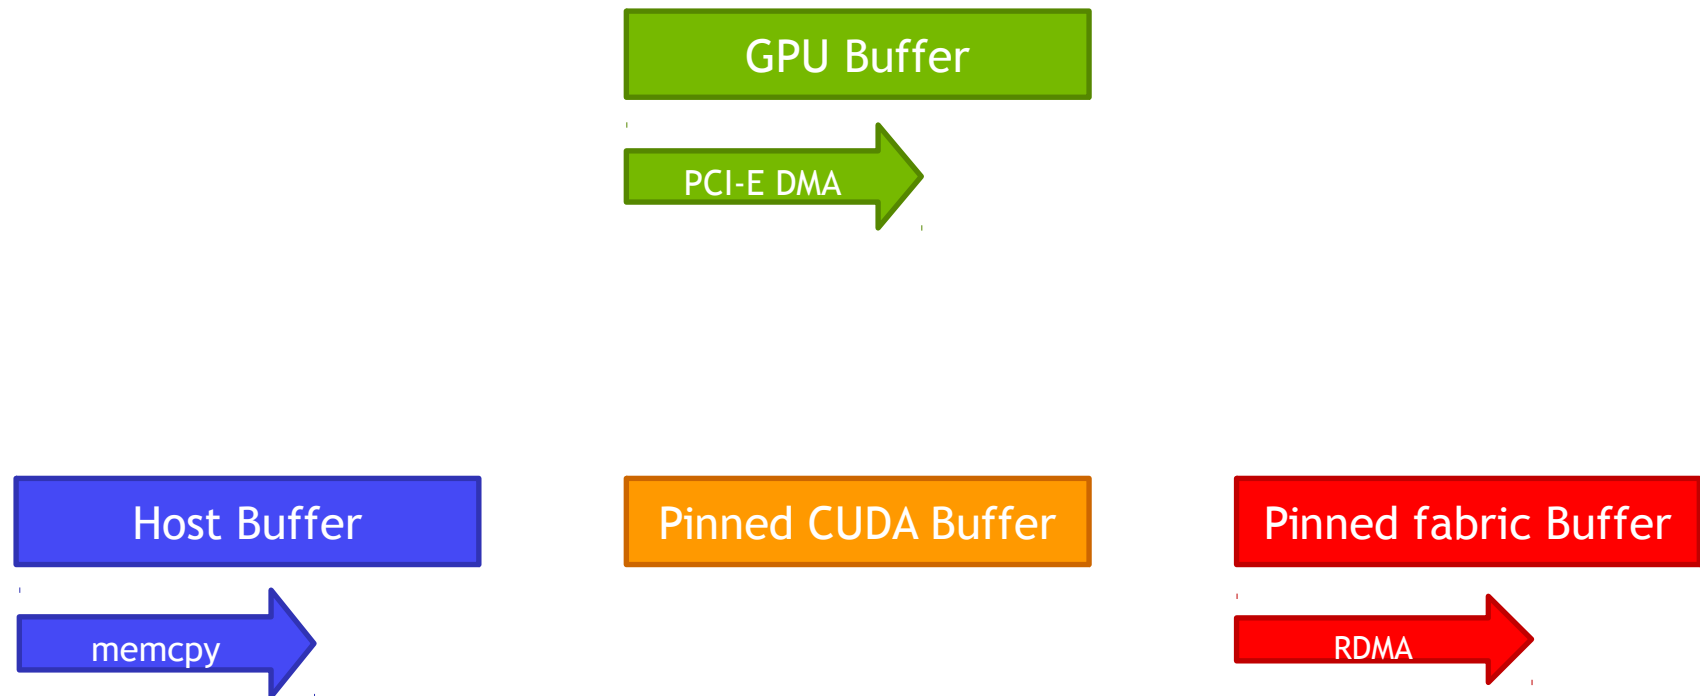 GPU Buffer
PCI-E DMA
Host Buffer
Pinned CUDA Buffer
Pinned fabric Buffer
memcpy
RDMA